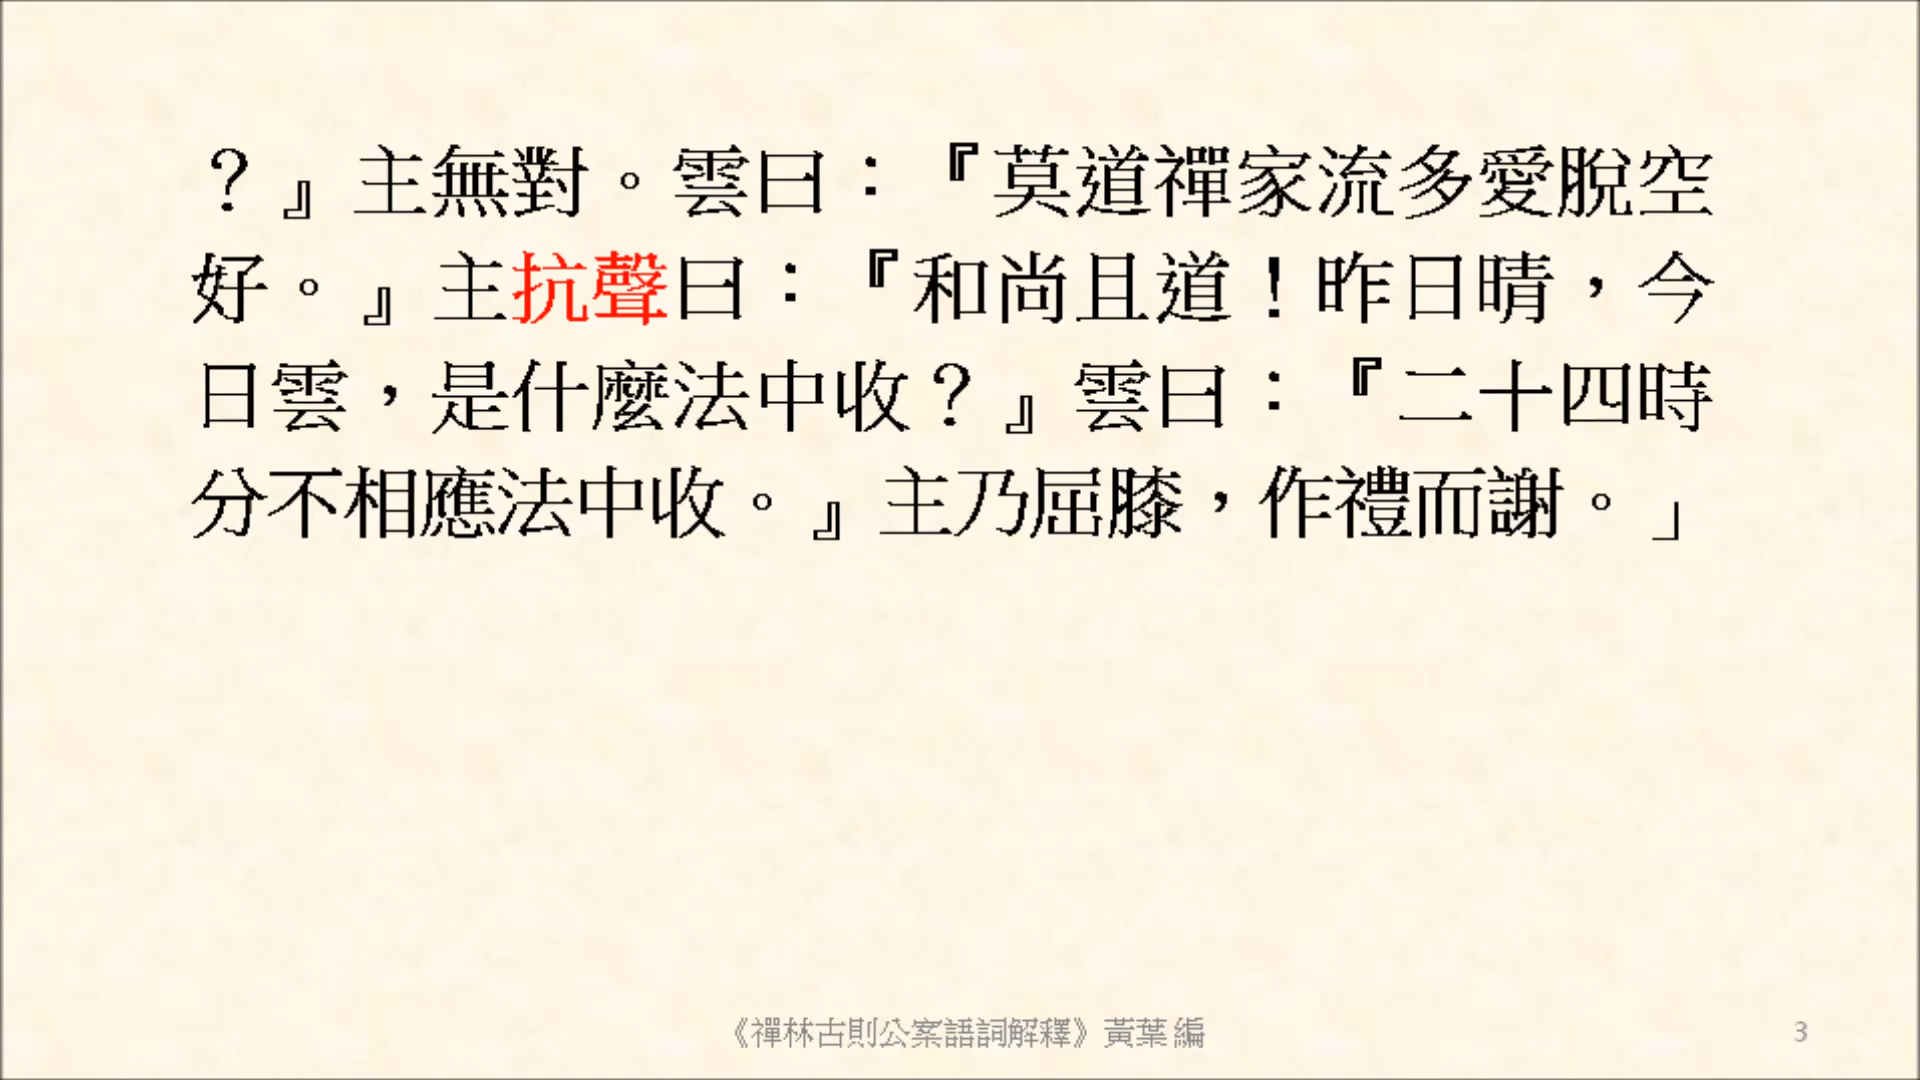 ？』主無對。雲曰：『莫道禪家流多愛脫空
好。』主抗聲曰：『和尚且道！昨日晴，今
日雲，是什麼法中收？』雲曰：『二十四時
分不相應法中收。』主乃屈膝，作禮而謝。」
《禪林古則公案語詞解釋》黃葉 編
3